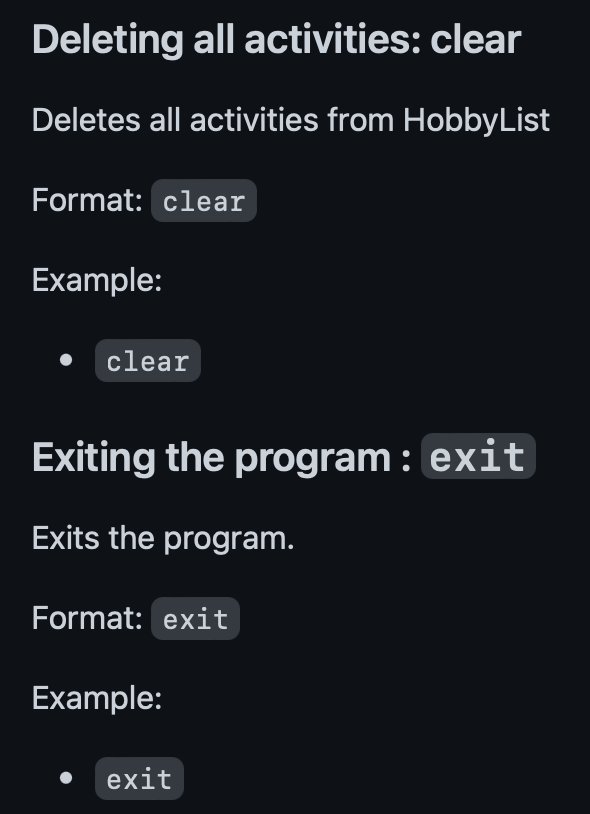 Deleting all activities: clear
Deletes all activities from HobbyList
Format: clear
Example:
clear
Exiting the program : exit
Exits the program.
Format: exit
Example:
exit